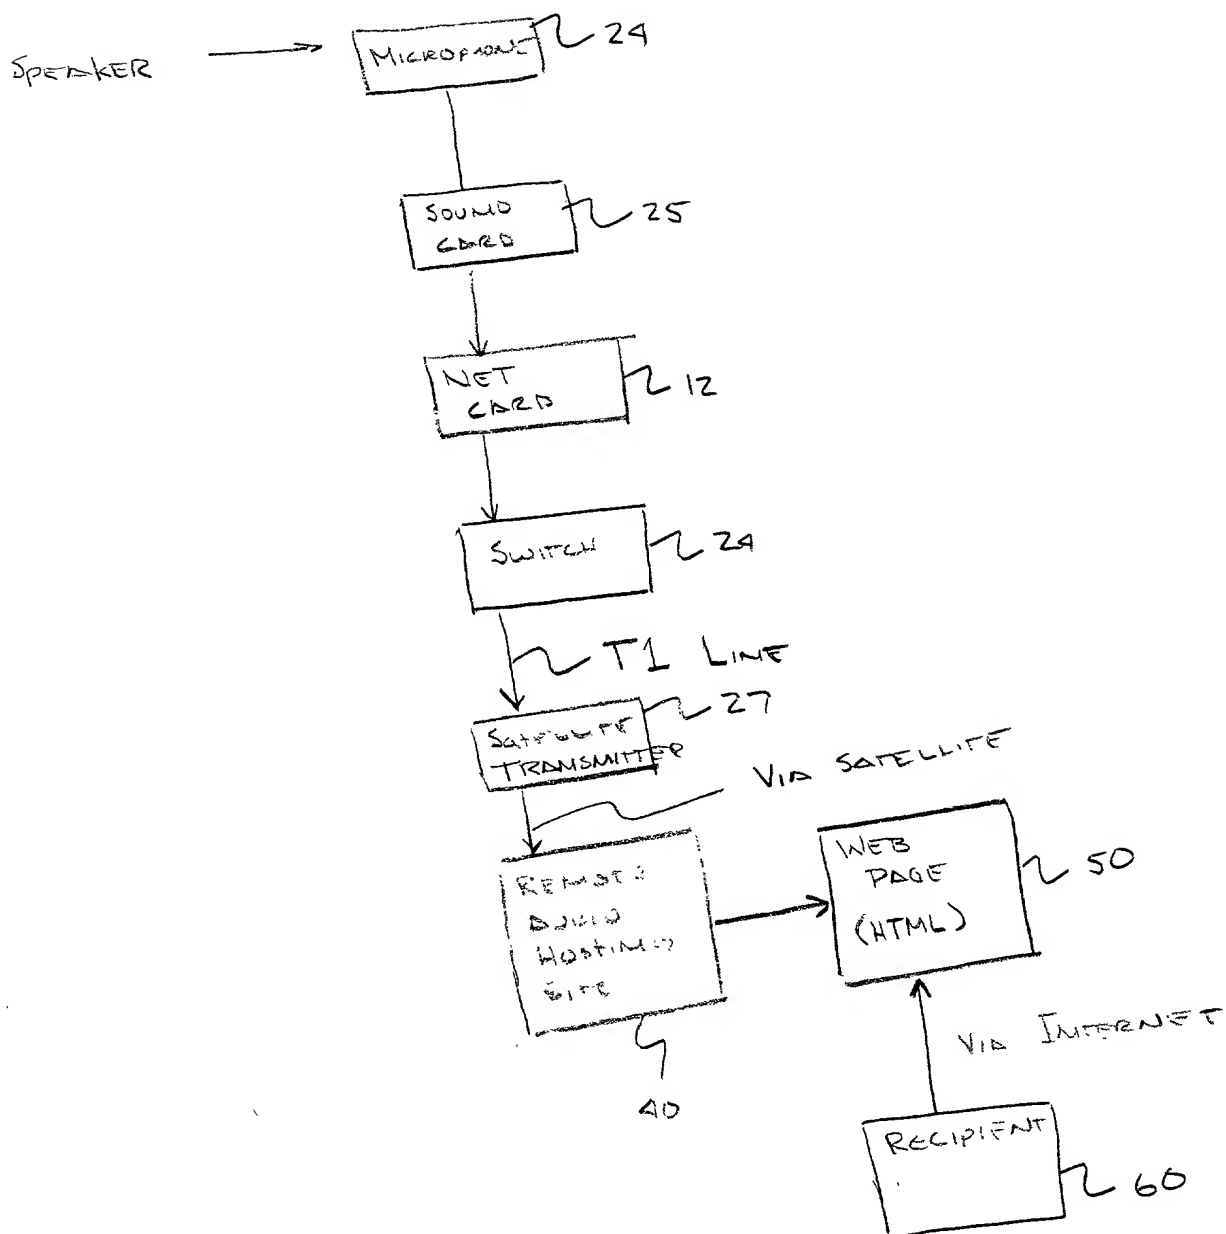 SPEAKER
MICROPHONE
24
SOUND
CARD
25
NET
CARD
12
SWITCH
24
T1 LINE
27
SATELLITE
TRANSMITTER
VIA SATELLITE
REMOTE
AUDIO
HOSTING
SITE
40
WEB
PAGE
(HTML)
50
VIA INTERNET
RECIPIENT
60